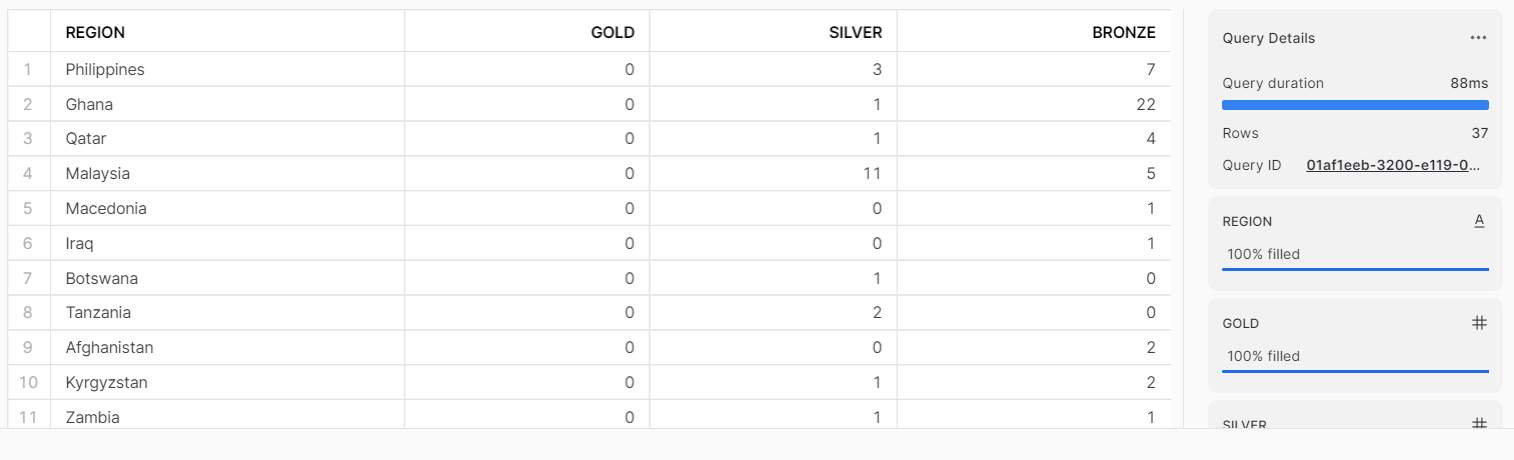 REGION GOLD SILVER BRONZE
1 Philippines 0 3 7
2 Ghana 0 1 22
3 Qatar 0 1 4
4 Malaysia 0 11 5
5 Macedonia 0 0 1
6 Iraq 0 0 1
7 Botswana 0 1 0
8 Tanzania 0 2 0
9 Afghanistan 0 0 2
10 Kyrgyzstan 0 1 2
11 Zambia 0 1 1
Query Details ...
Query duration 88ms
Rows 37
Query ID 01af1eeb-3200-e119-0...
REGION A
100% filled
GOLD #
100% filled
SILVER #